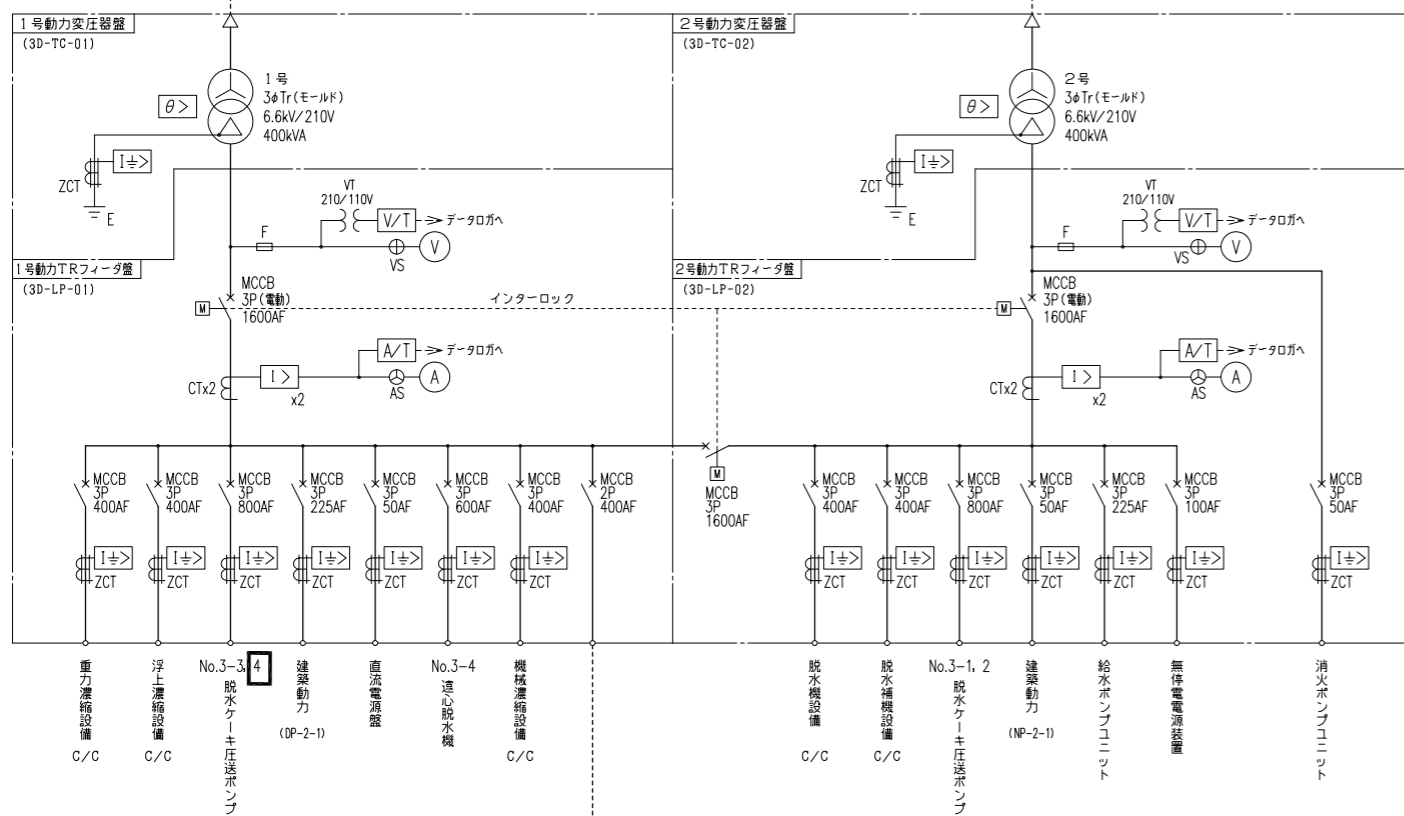 1号動力変圧器盤
(3D-TC-01)
1号
3φTr(モールド)
6.6kV/210V
400kVA
θ>
I⏚>
ZCT
E
VT
210/110V
V/T
データロガへ
F
VS
V
1号動力TRフィーダ盤
(3D-LP-01)
MCCB
3P(電動)
1600AF
M
インターロック
A/T
データロガへ
CTx2
I>
x2
AS
A
2号動力変圧器盤
(3D-TC-02)
2号
3φTr(モールド)
6.6kV/210V
400kVA
θ>
I⏚>
ZCT
E
VT
210/110V
V/T
データロガへ
F
VS
V
2号動力TRフィーダ盤
(3D-LP-02)
MCCB
3P(電動)
1600AF
M
A/T
データロガへ
CTx2
I>
x2
AS
A
MCCB
3P
400AF
I⏚>
ZCT
重力濃縮設備
C/C
MCCB
3P
400AF
I⏚>
ZCT
浮上濃縮設備
C/C
MCCB
3P
800AF
I⏚>
ZCT
No.3-3,4
脱水ケーキ圧送ポンプ
MCCB
3P
225AF
I⏚>
ZCT
建築動力
(DP-2-1)
MCCB
3P
50AF
I⏚>
ZCT
直流電源盤
MCCB
3P
600AF
I⏚>
ZCT
No.3-4
遠心脱水機
MCCB
3P
400AF
I⏚>
ZCT
機械濃縮設備
C/C
MCCB
2P
400AF
M
MCCB
3P
1600AF
MCCB
3P
400AF
I⏚>
ZCT
脱水機設備
C/C
MCCB
3P
400AF
I⏚>
ZCT
脱水補機設備
C/C
MCCB
3P
800AF
I⏚>
ZCT
No.3-1, 2
脱水ケーキ圧送ポンプ
MCCB
3P
50AF
I⏚>
ZCT
建築動力
(NP-2-1)
MCCB
3P
225AF
I⏚>
ZCT
給水ポンプユニット
MCCB
3P
100AF
I⏚>
ZCT
無停電電源装置
MCCB
3P
50AF
I⏚>
ZCT
消火ポンプユニット